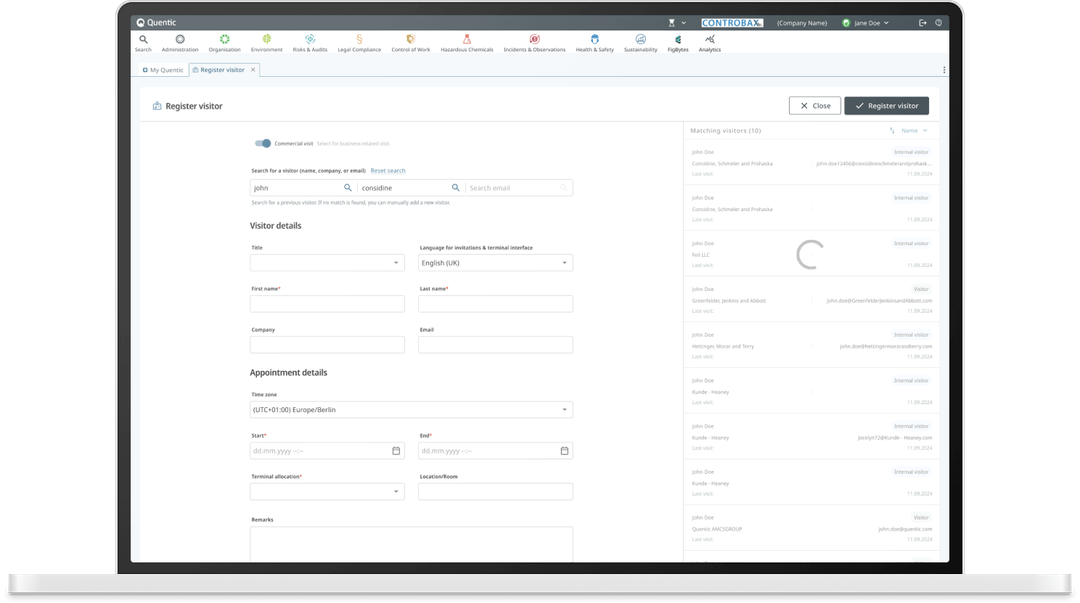 Quentic
CONTROBAX
(Company Name)
Jane Doe
Search
Administration
Organisation
Environment
Risks & Audits
Legal Compliance
Control of Work
Hazardous Chemicals
Incidents & Observations
Health & Safety
Sustainability
FigBytes
Analytics
My Quentic
Register visitor
Register visitor
Close
Register visitor
Commercial visit Select for business-related visit
Search for a visitor (name, company, or email) Reset search
john
considine
Search email
Search for a previous visitor. If no match is found, you can manually add a new visitor.
Visitor details
Title
Language for invitations & terminal interface
English (UK)
First name*
Last name*
Company
Email
Appointment details
Time zone
(UTC+01:00) Europe/Berlin
Start*
End*
dd.mm.yyyy --:--
dd.mm.yyyy --:--
Terminal allocation*
Location/Room
Remarks
Matching visitors (10)
Name
John Doe
Internal visitor
Considine, Schmeler and Prohaska
Last visit:
11.09.2024
John Doe
Internal visitor
Considine, Schmeler and Prohaska
Last visit:
11.09.2024
John Doe
Internal visitor
Feil LLC
Last visit:
11.09.2024
John Doe
Visitor
Greenfelder, Jenkins and Abbott
john.doe@GreenfelderJenkinsandAbbott.com
Last visit:
11.09.2024
John Doe
Internal visitor
Hettinger, Morar and Terry
john.doe@hettingermorarandterry.com
Last visit:
11.09.2024
John Doe
Internal visitor
Kunde - Heaney
Last visit:
11.09.2024
John Doe
Internal visitor
Kunde - Heaney
Jocelyn72@Kunde - Heaney.com
Last visit:
11.09.2024
John Doe
Internal visitor
Kunde - Heaney
Last visit:
11.09.2024
John Doe
Visitor
Quentic AMCSGROUP
john.doe@quentic.com
Last visit:
11.09.2024